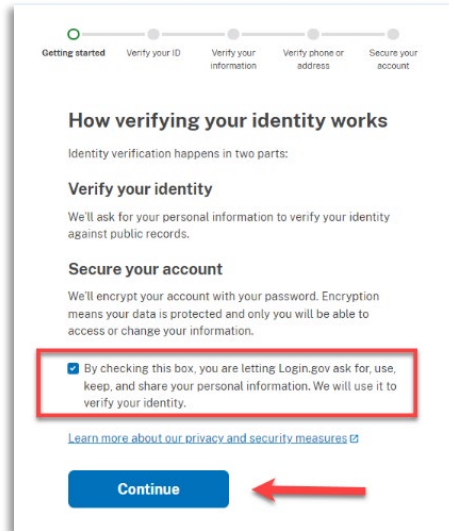 Getting started
Verify your ID
Verify your
information
Verify phone or
address
Secure your
account
How verifying your identity works
Identity verification happens in two parts:
Verify your identity
We'll ask for your personal information to verify your identity
against public records.
Secure your account
We'll encrypt your account with your password. Encryption
means your data is protected and only you will be able to
access or change your information.
By checking this box, you are letting Login.gov ask for, use,
keep, and share your personal information. We will use it to
verify your identity.
Learn more about our privacy and security measures
Continue